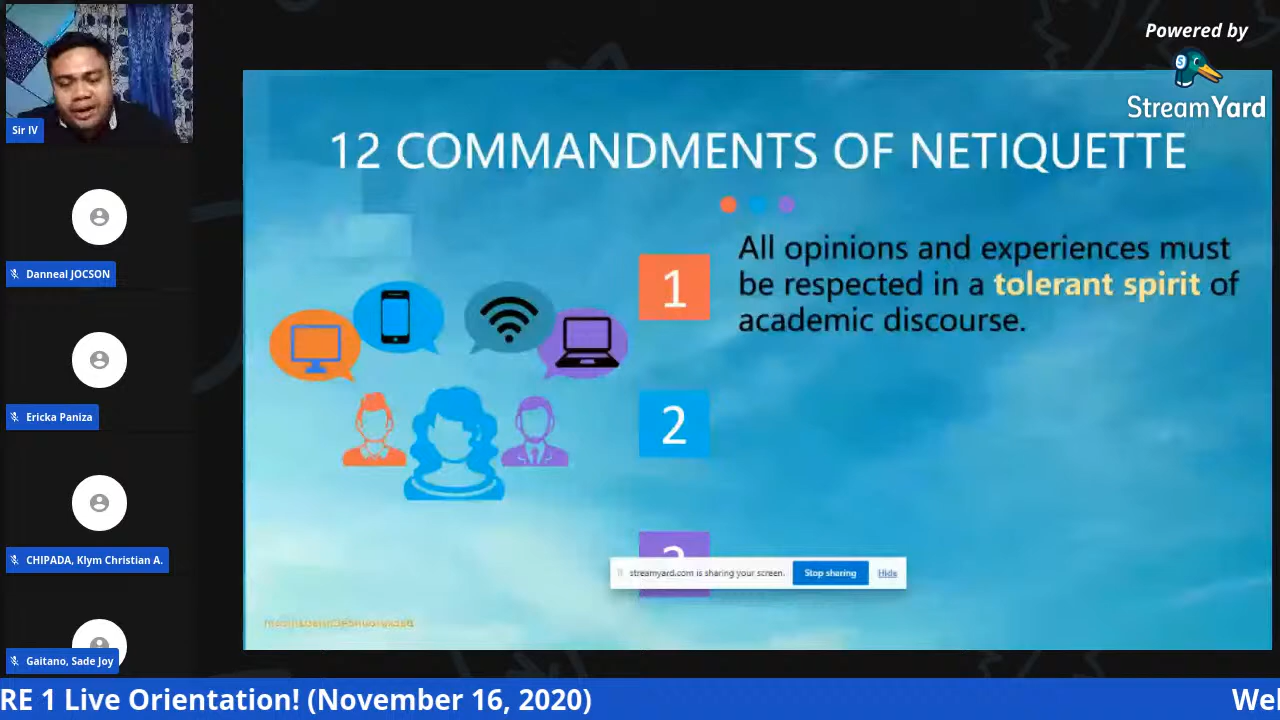 Powered by
StreamYard
Sir IV
Danneal JOCSON
Ericka Paniza
CHIPADA, Klym Christian A.
Gaitano, Sade Joy
12 COMMANDMENTS OF NETIQUETTE
1
All opinions and experiences must
be respected in a tolerant spirit of
academic discourse.
2
3
streamyard.com is sharing your screen.
Stop sharing
Hide
RE 1 Live Orientation! (November 16, 2020)
Wel